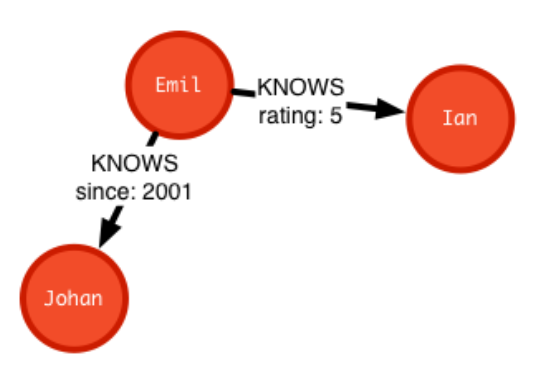 Emil
KNOWS
rating: 5
Ian
KNOWS
since: 2001
Johan